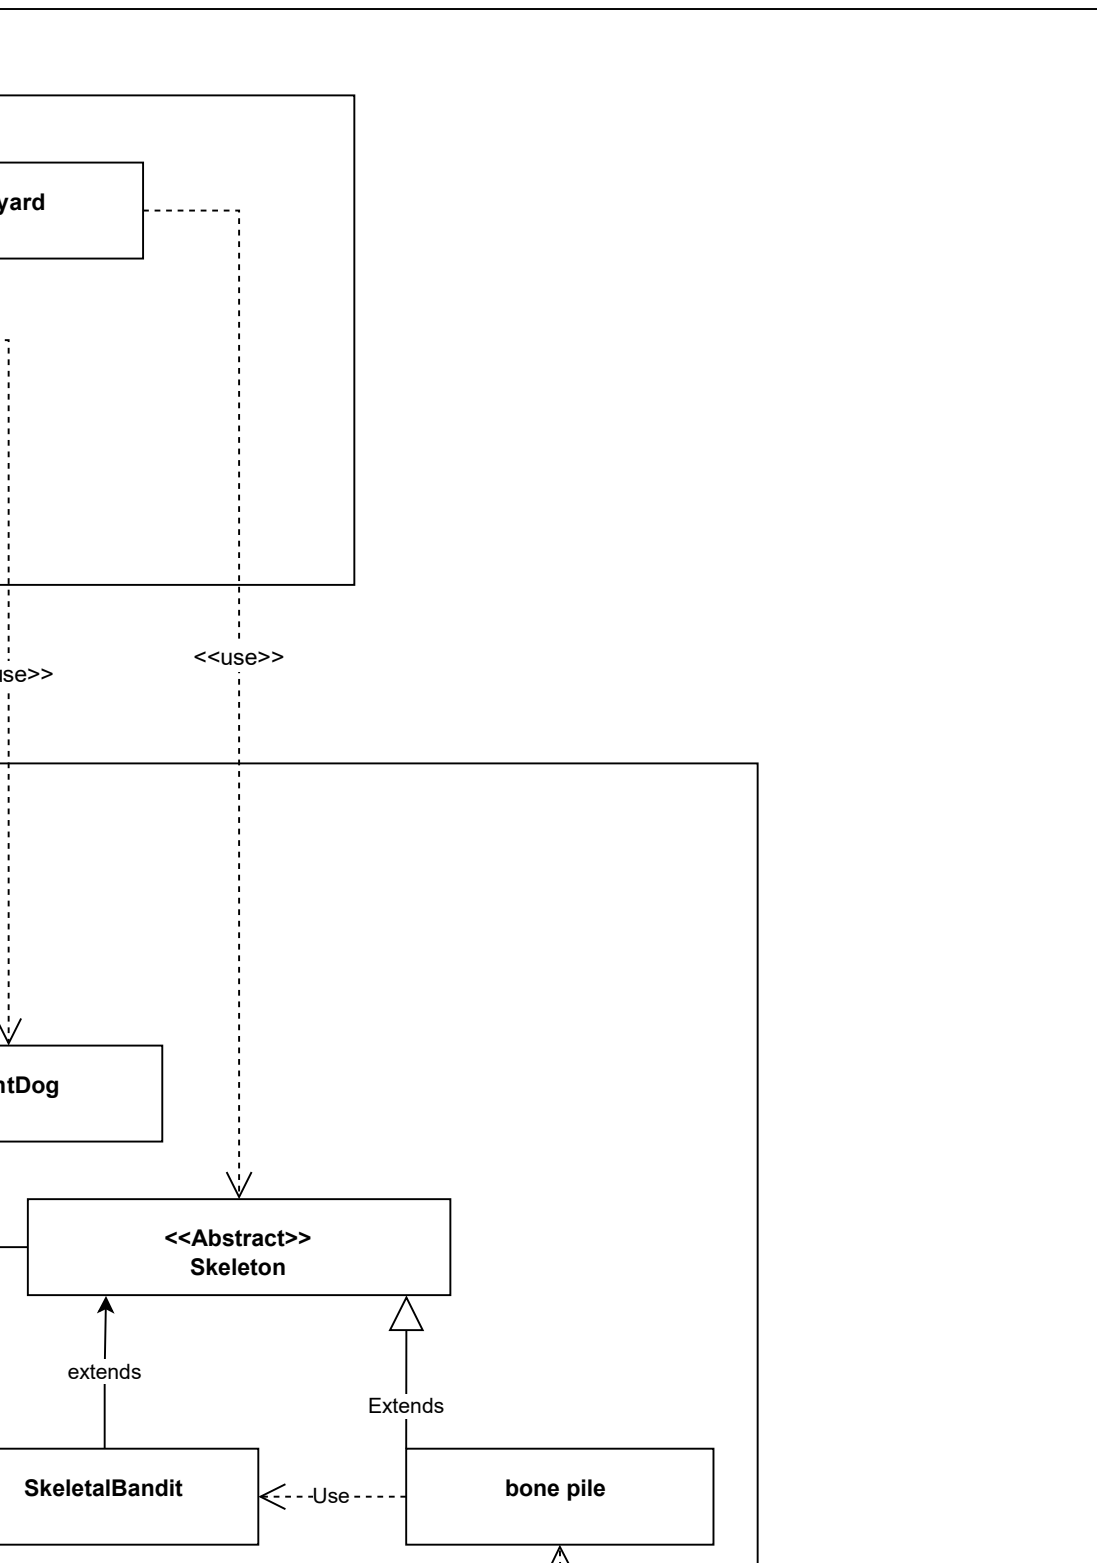 yard
<<use>>
use>>
ntDog
<<Abstract>>
Skeleton
extends
Extends
SkeletalBandit
Use
bone pile